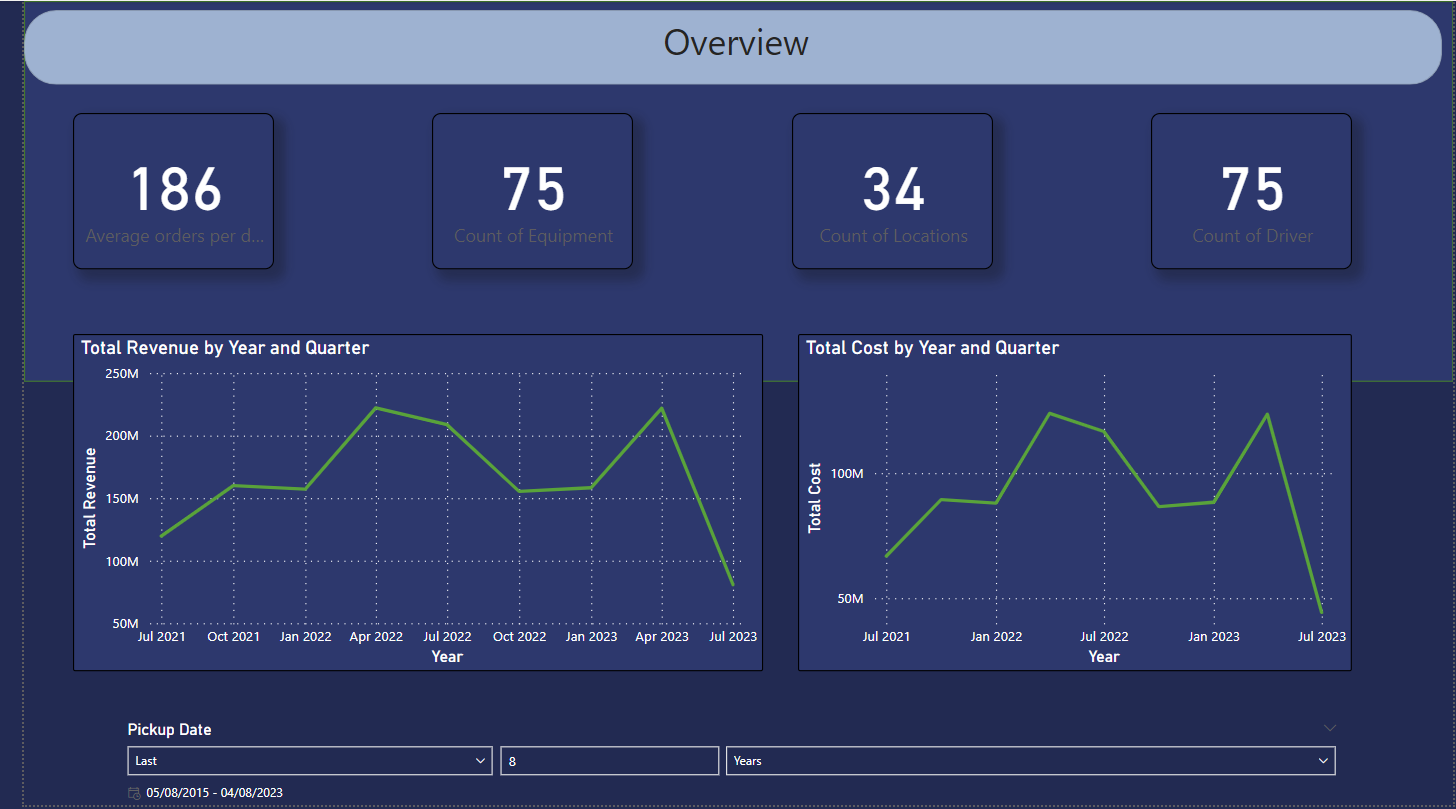 Overview
186
Average orders per d...
75
Count of Equipment
34
Count of Locations
75
Count of Driver
Total Revenue by Year and Quarter
250M
200M
150M
100M
50M
Total Revenue
Jul 2021 Oct 2021 Jan 2022 Apr 2022 Jul 2022 Oct 2022 Jan 2023 Apr 2023 Jul 2023
Year
Total Cost by Year and Quarter
100M
50M
Total Cost
Jul 2021 Jan 2022 Jul 2022 Jan 2023 Jul 2023
Year
Pickup Date
Last 8 Years
05/08/2015 - 04/08/2023